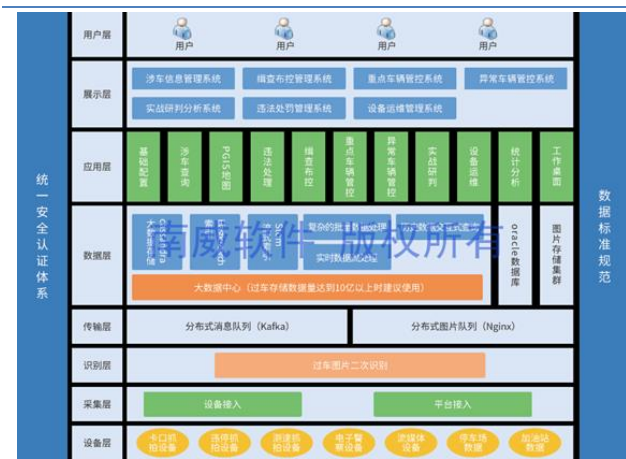 统一安全认证体系
数据标准规范
用户层
用户
用户
用户
用户
展示层
涉车信息管理系统
缉查布控管理系统
重点车辆管控系统
异常车辆管控系统
实战研判分析系统
违法处罚管理系统
设备运维管理系统
应用层
基础配置
涉车查询
PGIS地图
违法处理
缉查布控
重点车辆管控
异常车辆管控
实战研判
设备运维
统计分析
工作桌面
数据层
复杂的批量数据处理
实时数据流处理
oracle数据库
图片存储集群
大数据中心（过车存储数据量达到10亿以上时建议使用）
南威软件 版权所有
传输层
分布式消息队列（Kafka）
分布式图片队列（Nginx）
识别层
过车图片二次识别
采集层
设备接入
平台接入
设备层
卡口抓拍设备
违停抓拍设备
测速抓拍设备
电子警察设备
流媒体设备
停车场数据
加油站数据